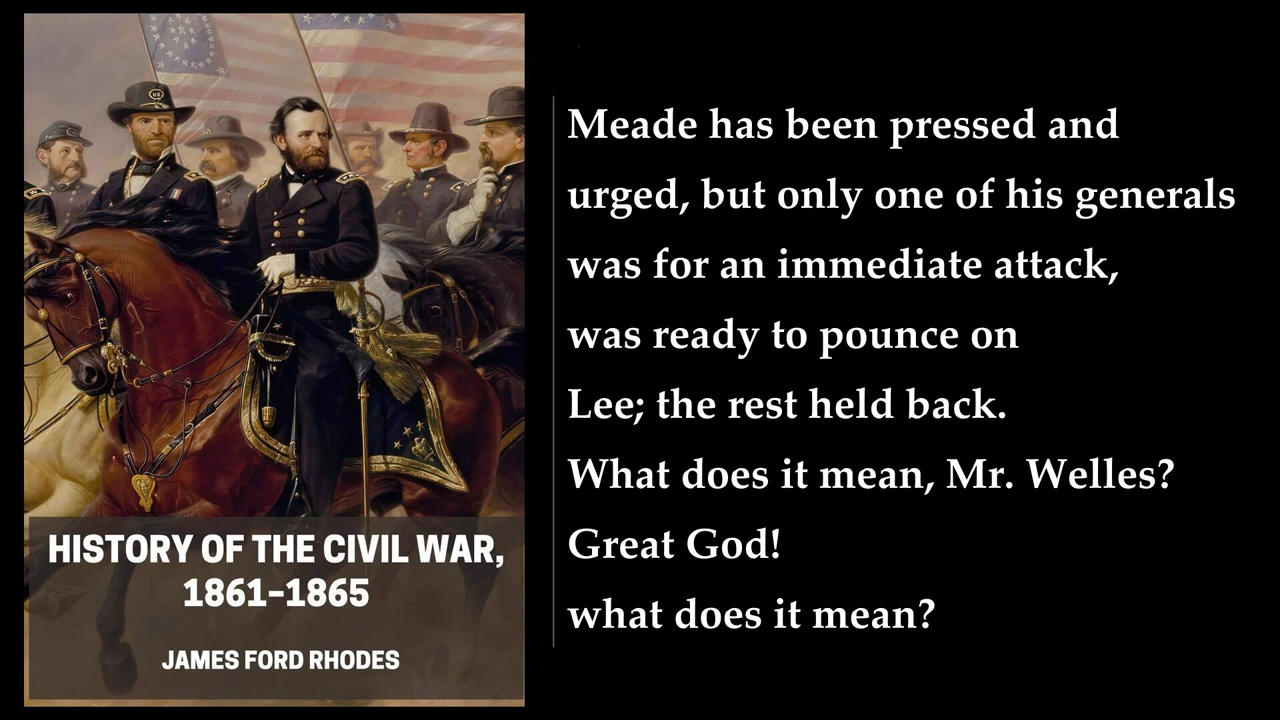 HISTORY OF THE CIVIL WAR,
1861–1865
JAMES FORD RHODES
Meade has been pressed and
urged, but only one of his generals
was for an immediate attack,
was ready to pounce on
Lee; the rest held back.
What does it mean, Mr. Welles?
Great God!
what does it mean?